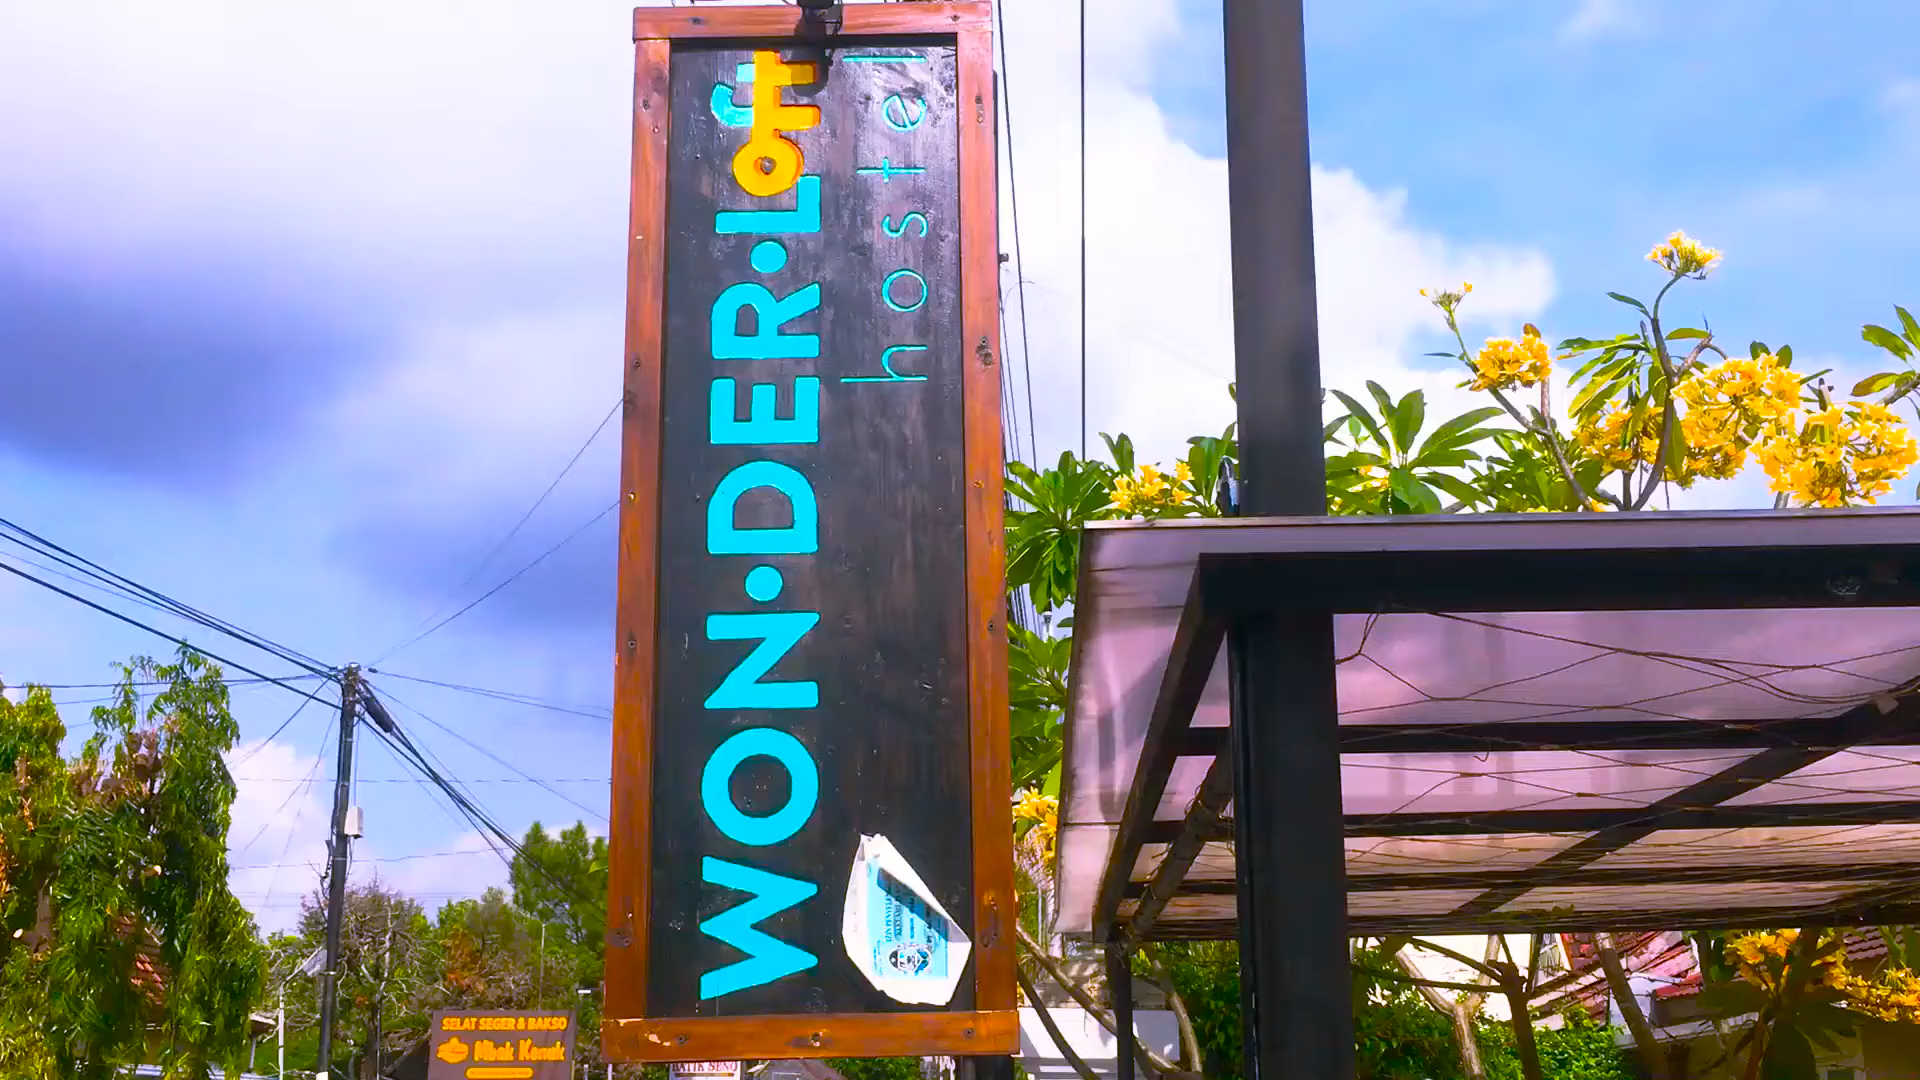 WON•DER•LOFT
hostel
SELAT SEGER & BAKSO
Mbak Kenuk
BATIK SENO